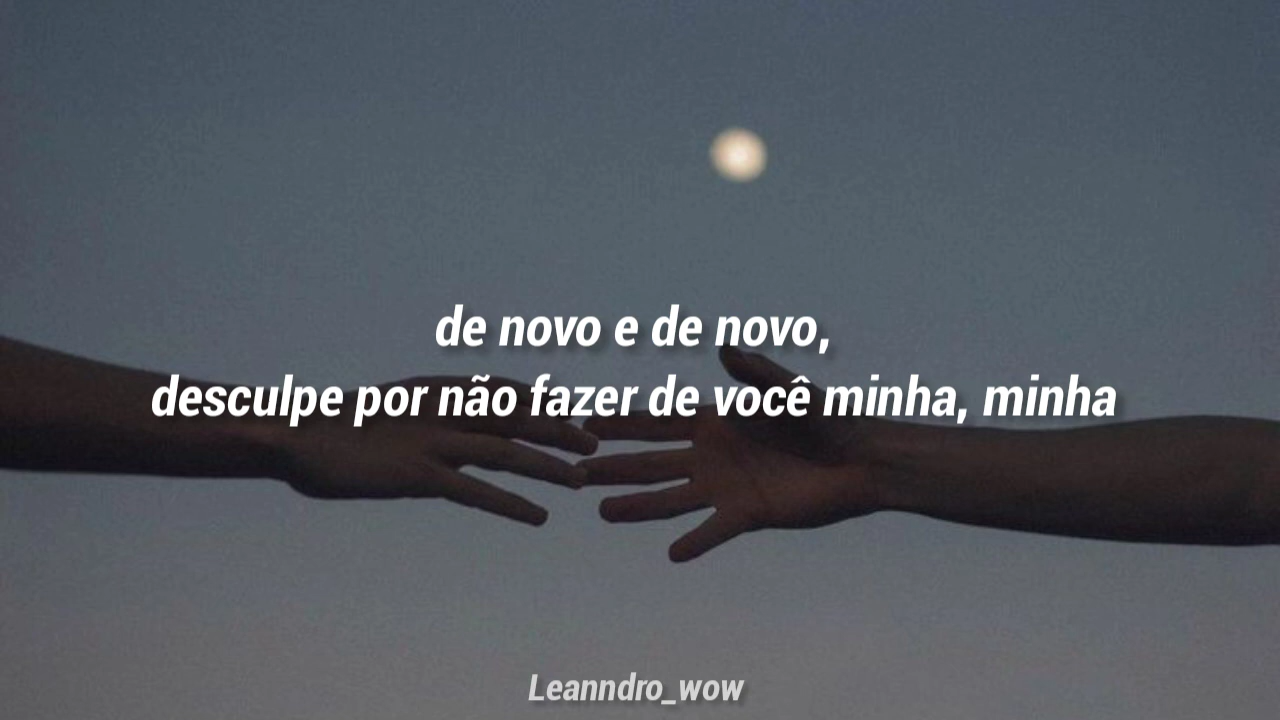 de novo e de novo,
desculpe por não fazer de você minha, minha
Leanndro_wow